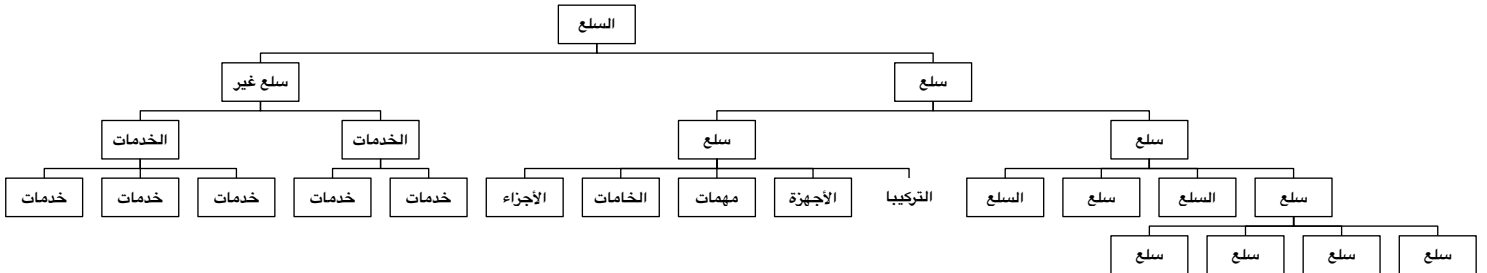 السلع
سلع
سلع غير
سلع
سلع
الخدمات
الخدمات
سلع
السلع
سلع
السلع
التركيبا
الأجهزة
مهمات
الخامات
الأجزاء
خدمات
خدمات
خدمات
خدمات
خدمات
سلع
سلع
سلع
سلع